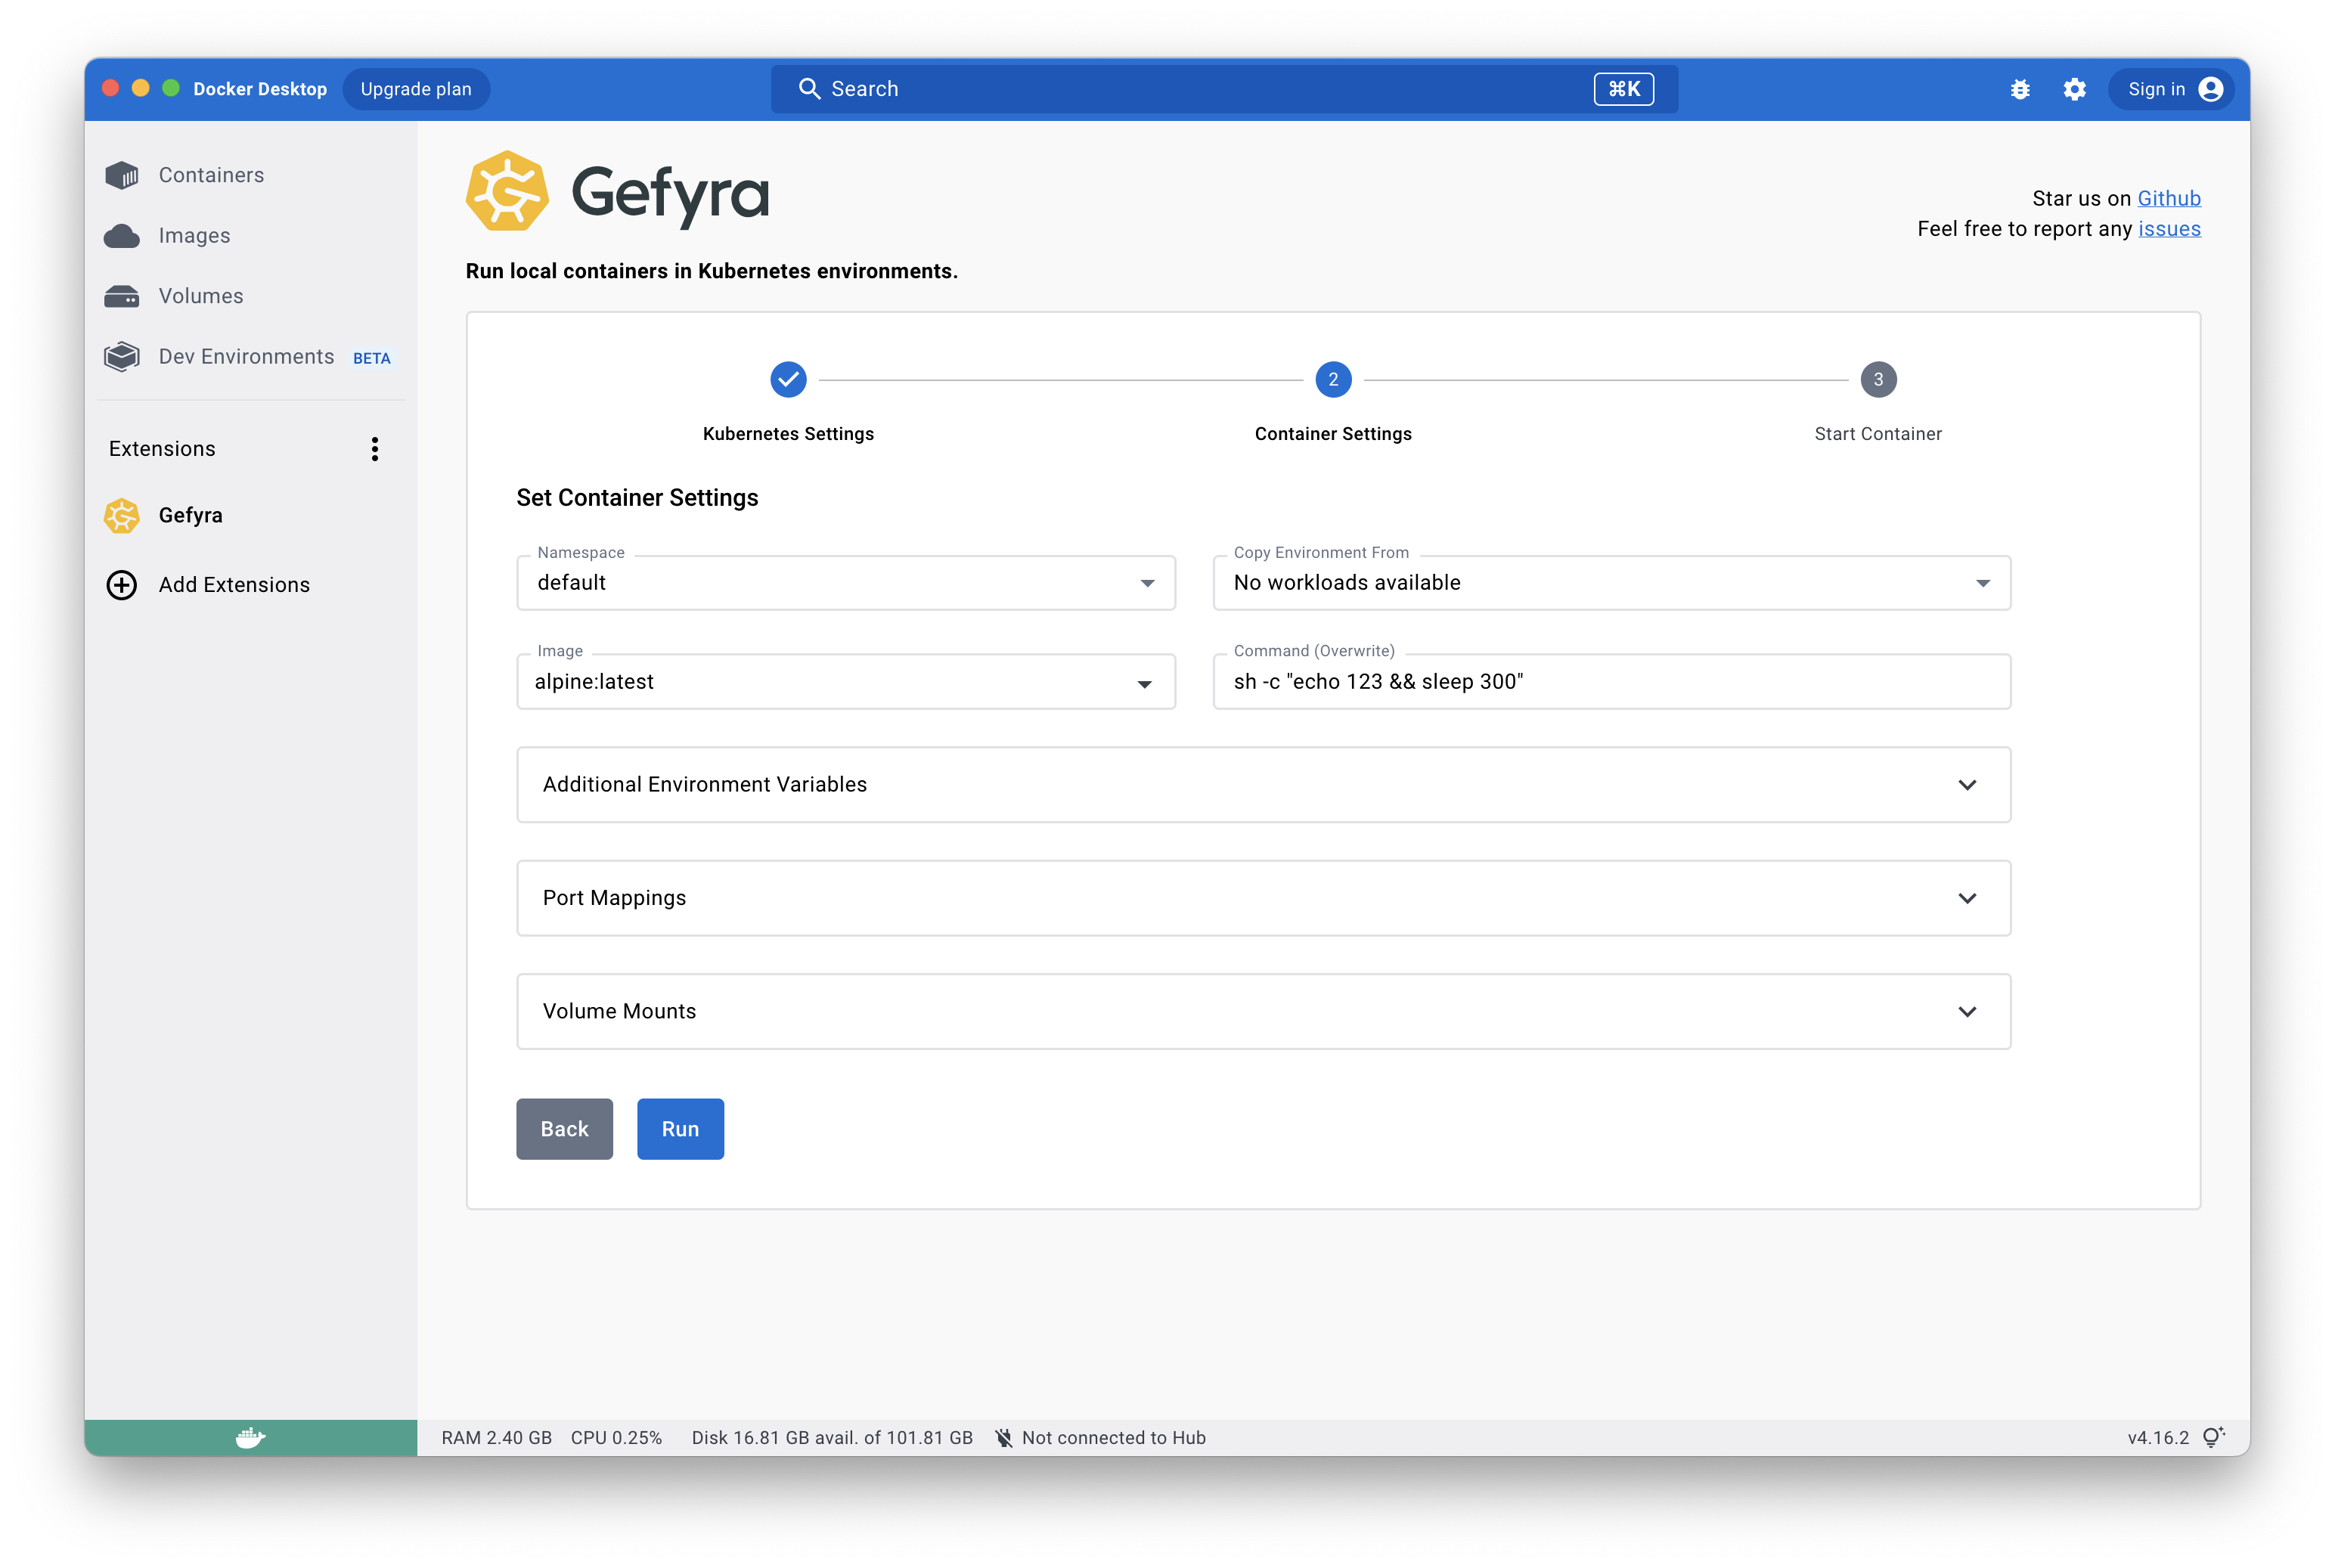 Docker Desktop
Upgrade plan
Search
⌘K
Sign in
Containers
Images
Volumes
Dev Environments BETA
Extensions
Gefyra
Add Extensions
Gefyra
Star us on Github
Feel free to report any issues
Run local containers in Kubernetes environments.
2
3
Kubernetes Settings
Container Settings
Start Container
Set Container Settings
Namespace
default
Copy Environment From
No workloads available
Image
alpine:latest
Command (Overwrite)
sh -c "echo 123 && sleep 300"
Additional Environment Variables
Port Mappings
Volume Mounts
Back
Run
RAM 2.40 GB CPU 0.25% Disk 16.81 GB avail. of 101.81 GB Not connected to Hub
v4.16.2